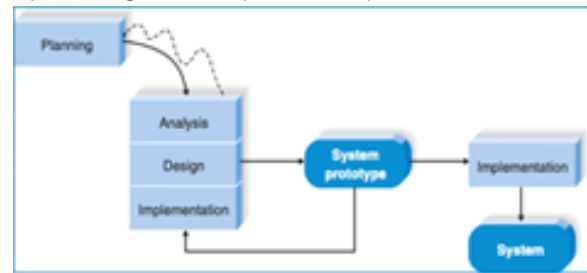 Planning
Analysis
Design
Implementation
System
prototype
Implementation
System